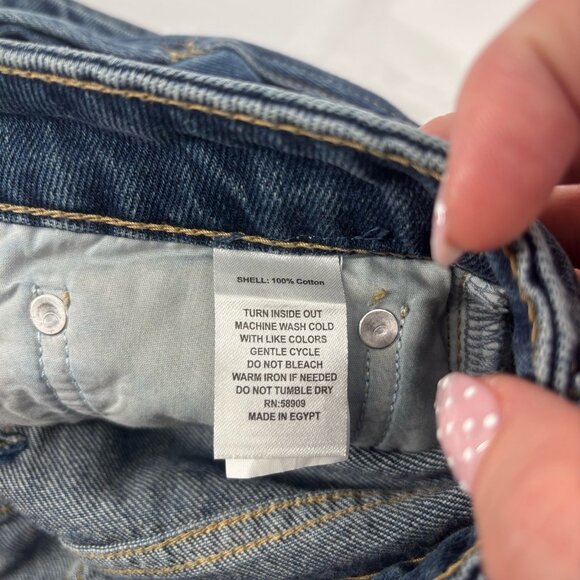 SHELL: 100% Cotton
TURN INSIDE OUT
MACHINE WASH COLD
WITH LIKE COLORS
GENTLE CYCLE
DO NOT BLEACH
WARM IRON IF NEEDED
DO NOT TUMBLE DRY
RN:58909
MADE IN EGYPT